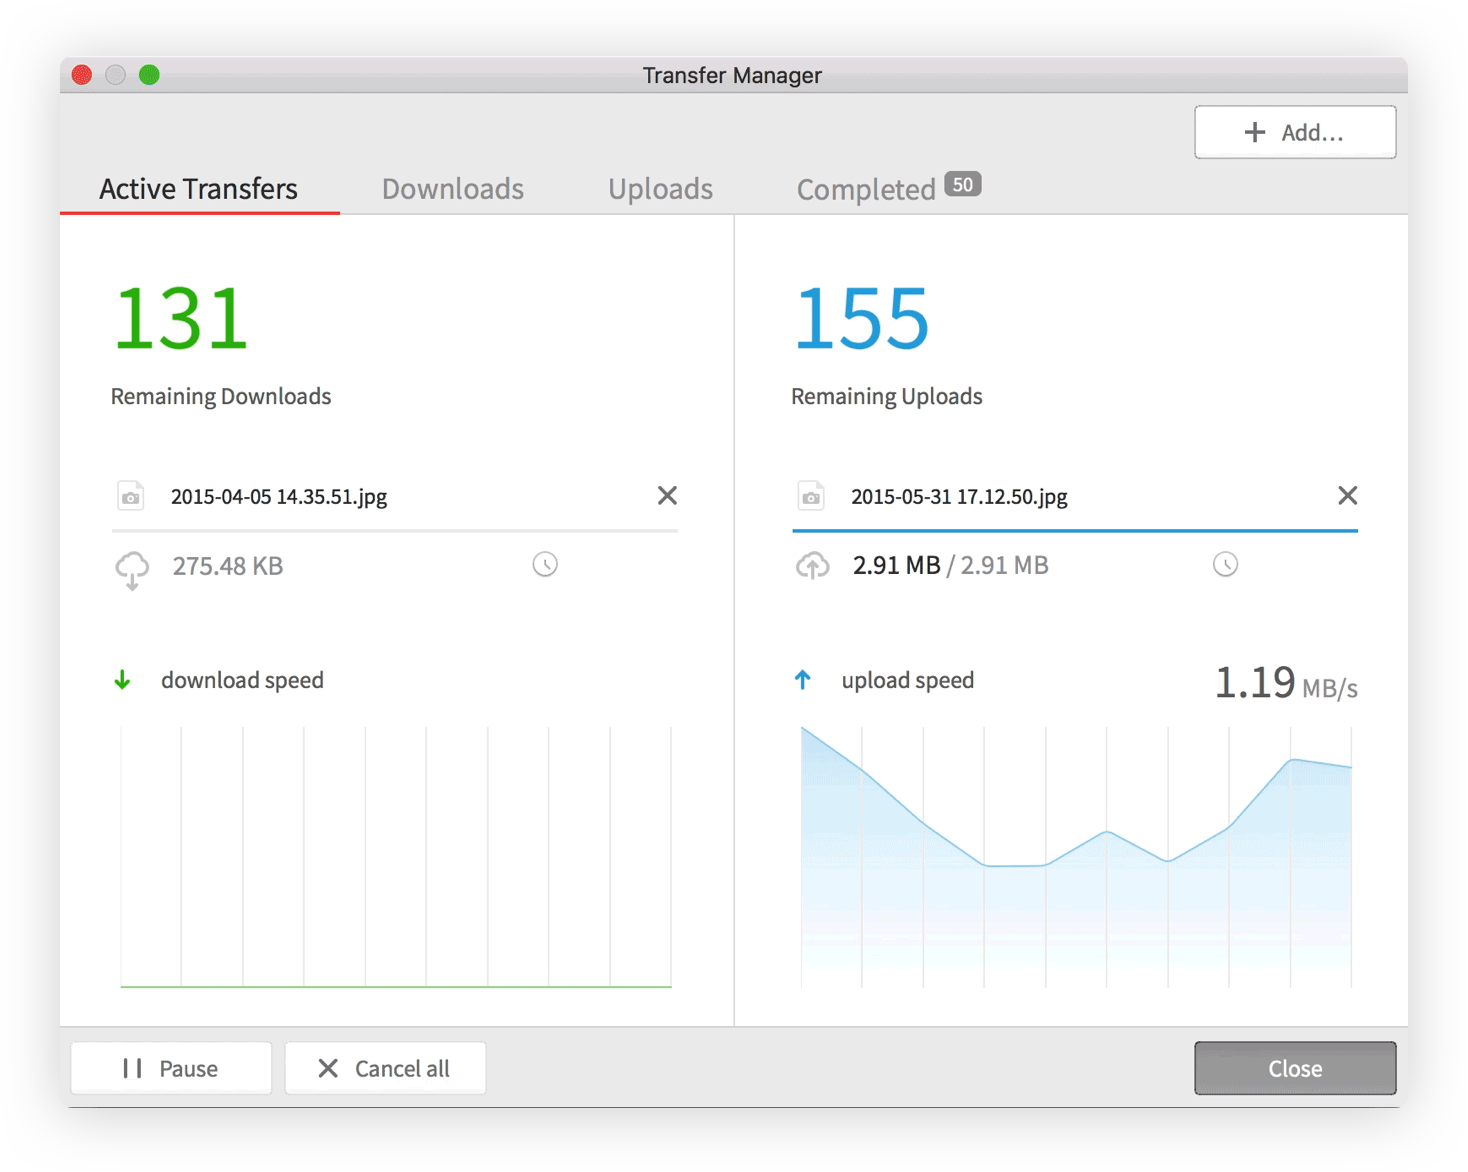 Transfer Manager
Add...
Active Transfers
Downloads
Uploads
Completed 50
131
Remaining Downloads
2015-04-05 14.35.51.jpg
275.48 KB
download speed
155
Remaining Uploads
2015-05-31 17.12.50.jpg
2.91 MB / 2.91 MB
upload speed
1.19 MB/s
Pause
Cancel all
Close